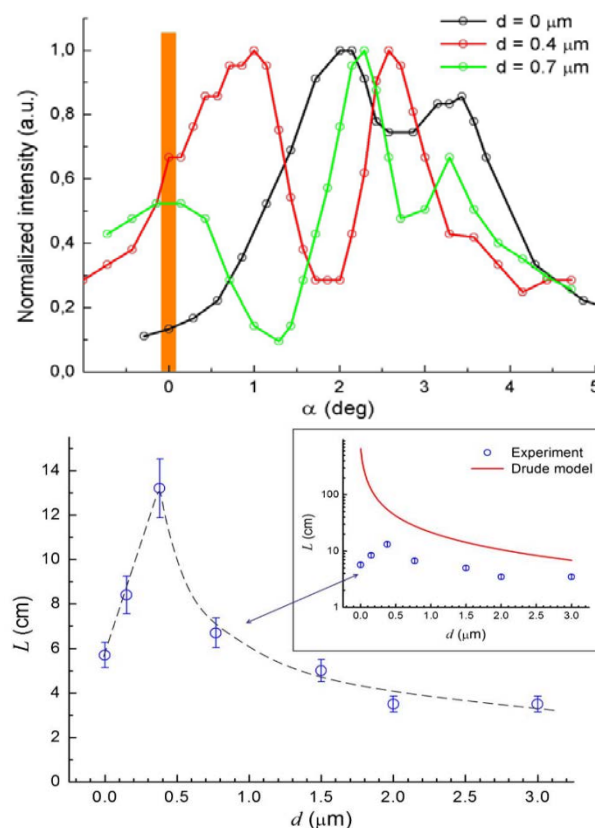 d = 0 μm
d = 0.4 μm
d = 0.7 μm
Normalized intensity (a.u.)
1,0
0,8
0,6
0,4
0,2
0,0
0 1 2 3 4 5
α (deg)
L (cm)
14
12
10
8
6
4
2
0
0.0 0.5 1.0 1.5 2.0 2.5 3.0
d (μm)
Experiment
Drude model
L (cm)
100
10
1
0.0 0.5 1.0 1.5 2.0 2.5 3.0
d (μm)